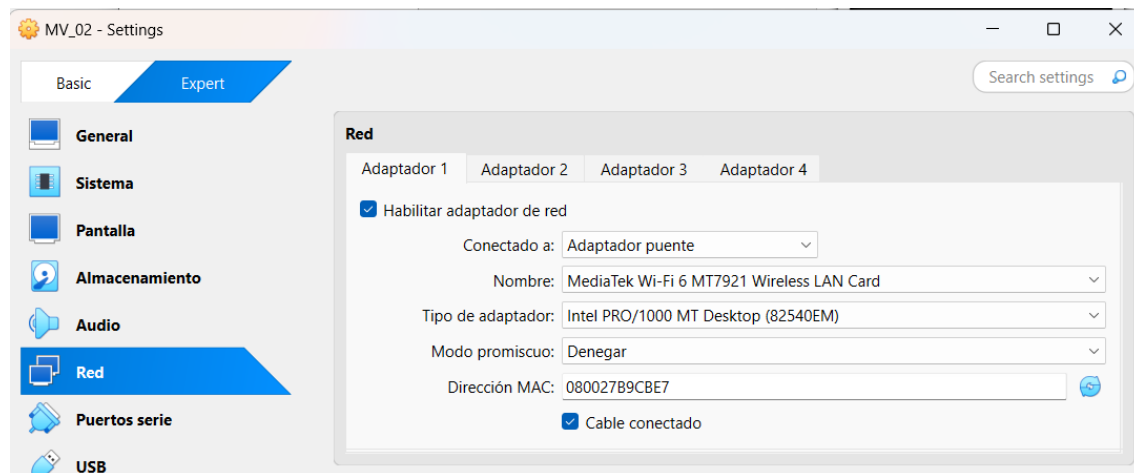 MV_02 - Settings
Basic
Expert
Search settings
General
Sistema
Pantalla
Almacenamiento
Audio
Red
Puertos serie
USB
Red
Adaptador 1
Adaptador 2
Adaptador 3
Adaptador 4
Habilitar adaptador de red
Conectado a: Adaptador puente
Nombre: MediaTek Wi-Fi 6 MT7921 Wireless LAN Card
Tipo de adaptador: Intel PRO/1000 MT Desktop (82540EM)
Modo promiscuo: Denegar
Dirección MAC: 080027B9CBE7
Cable conectado